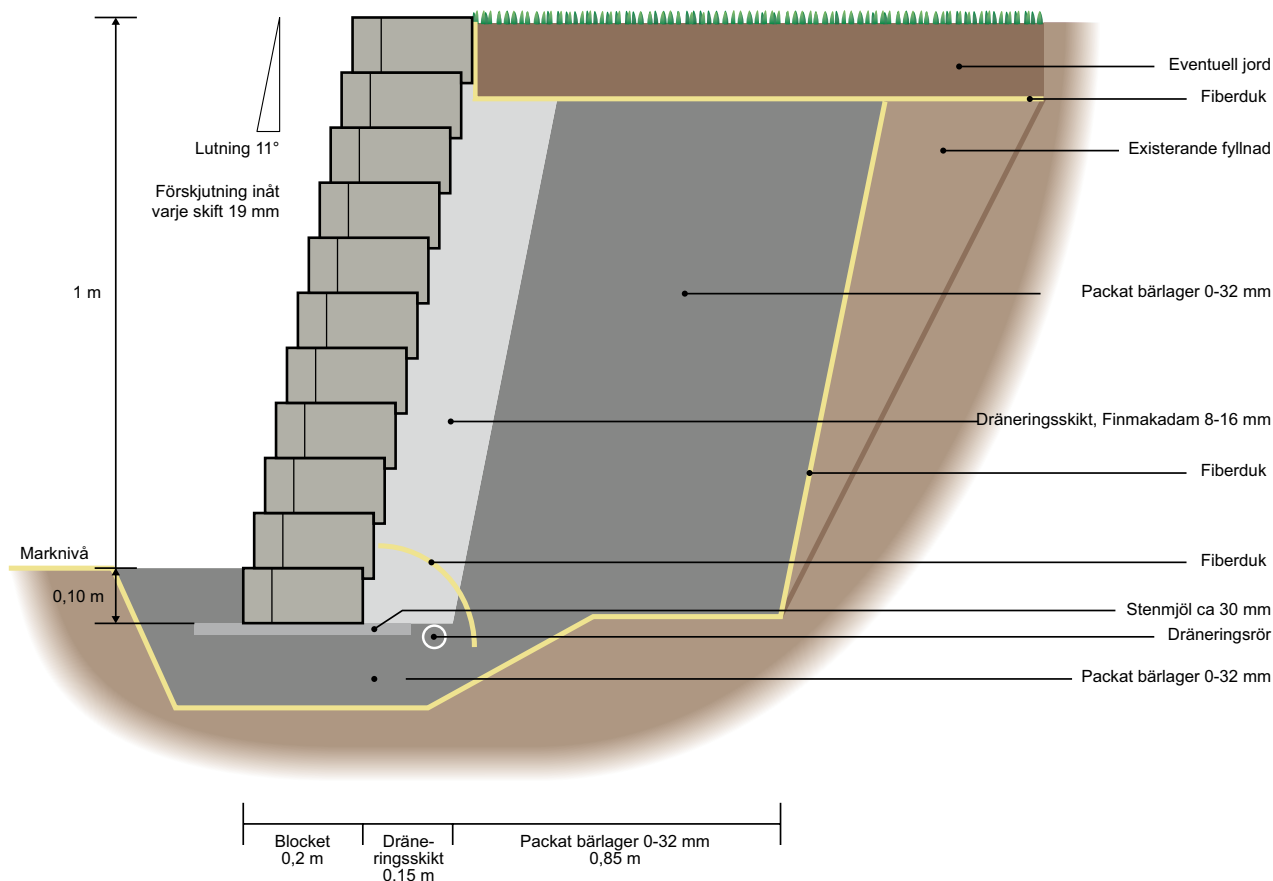 Eventuell jord
Fiberduk
Lutning 11°
Existerande fyllnad
Förskjutning inåt
varje skift 19 mm
1 m
Packat bärlager 0-32 mm
Dräneringsskikt, Finmakadam 8-16 mm
Fiberduk
Marknivå
Fiberduk
0,10 m
Stenmjöl ca 30 mm
Dräneringsrör
Packat bärlager 0-32 mm
Blocket
0,2 m
Dräne-
ringsskikt
0,15 m
Packat bärlager 0-32 mm
0,85 m